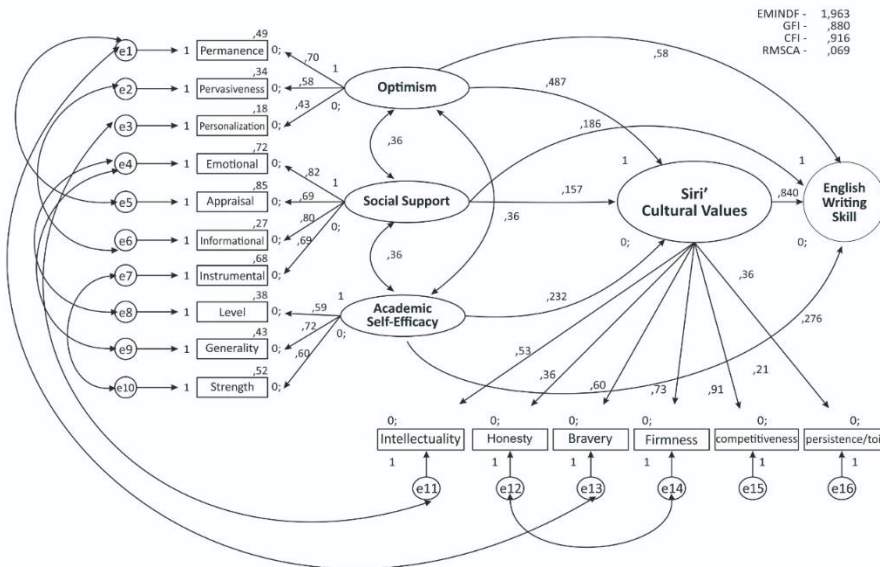 EMINDF - 1,963
GFI - ,880
CFI - ,916
RMSCA - ,069
e1 1 Permanence ,49 0;
e2 1 Pervasiveness ,34 0;
e3 1 Personalization ,18 0;
e4 1 Emotional ,72 0;
e5 1 Appraisal ,85 0;
e6 1 Informational ,27 0;
e7 1 Instrumental ,68 0;
e8 1 Level ,38 0;
e9 1 Generality ,43 0;
e10 1 Strength ,52 0;
,70
,58
,43
1
0;
Optimism
,82
,69
,80
,69
1
0;
Social Support
,59
,72
,60
1
0;
Academic
Self-Efficacy
,36
,36
,36
,58
,487
,186
,157
,232
,276
1
0;
Siri'
Cultural Values
,840
1
0;
English
Writing
Skill
,53
,36
,60
,73
,91
,21
,36
0; 0; 0; 0; 0; 0;
Intellectuality Honesty Bravery Firmness competitiveness persistence/toil
1 1 1 1 1 1
e11 e12 e13 e14 e15 e16